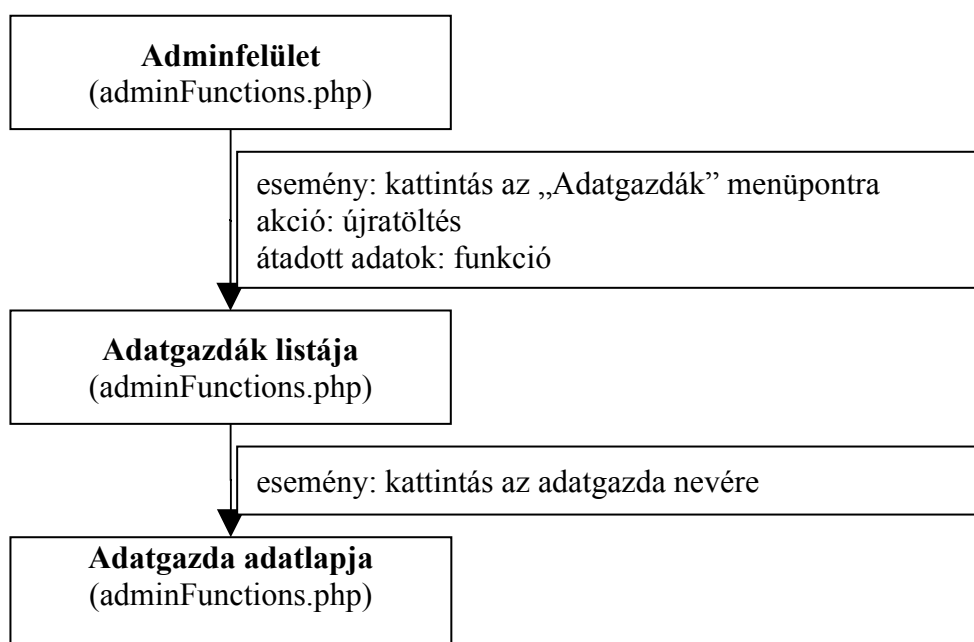 Adminfelület
(adminFunctions.php)
esemény: kattintás az „Adatgazdák” menüpontra
akció: újratöltés
átadott adatok: funkció
Adatgazdák listája
(adminFunctions.php)
esemény: kattintás az adatgazda nevére
Adatgazda adatlapja
(adminFunctions.php)